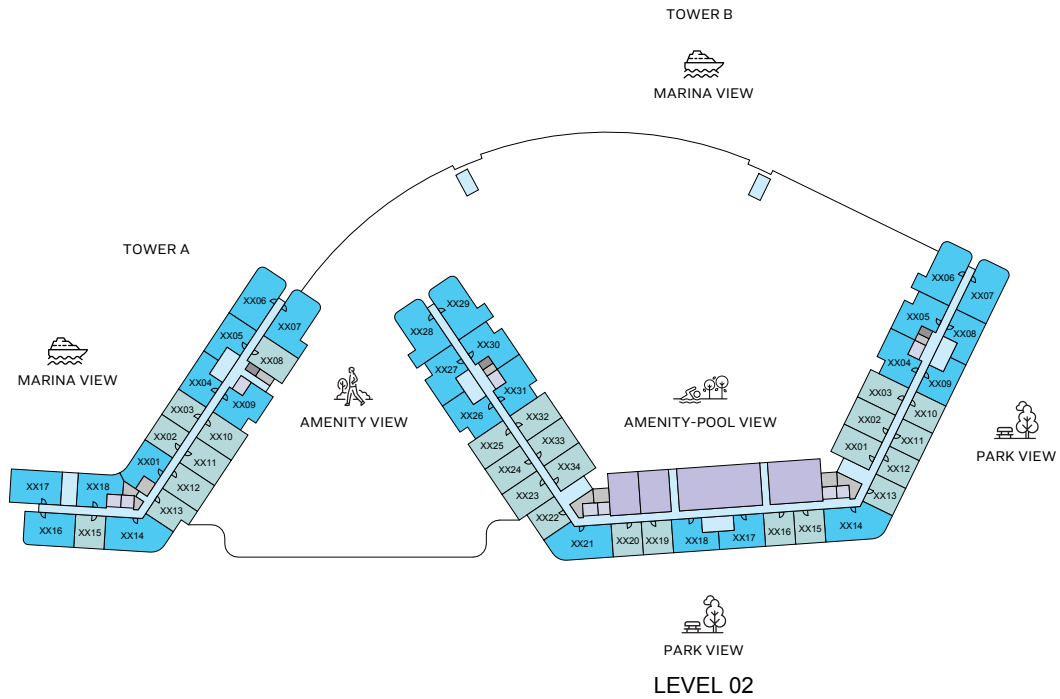 TOWER B
MARINA VIEW
TOWER A
MARINA VIEW
AMENITY VIEW
AMENITY-POOL VIEW
PARK VIEW
XX06
XX07
XX05
XX08
XX04
XX09
XX03
XX02
XX10
XX01
XX11
XX12
XX13
XX17
XX18
XX16
XX15
XX14
XX29
XX28
XX30
XX27
XX31
XX26
XX32
XX25
XX33
XX24
XX34
XX23
XX22
XX21
XX20
XX19
XX18
XX17
XX16
XX15
XX14
XX06
XX07
XX05
XX08
XX04
XX09
XX03
XX10
XX02
XX11
XX01
XX12
XX13
PARK VIEW
LEVEL 02